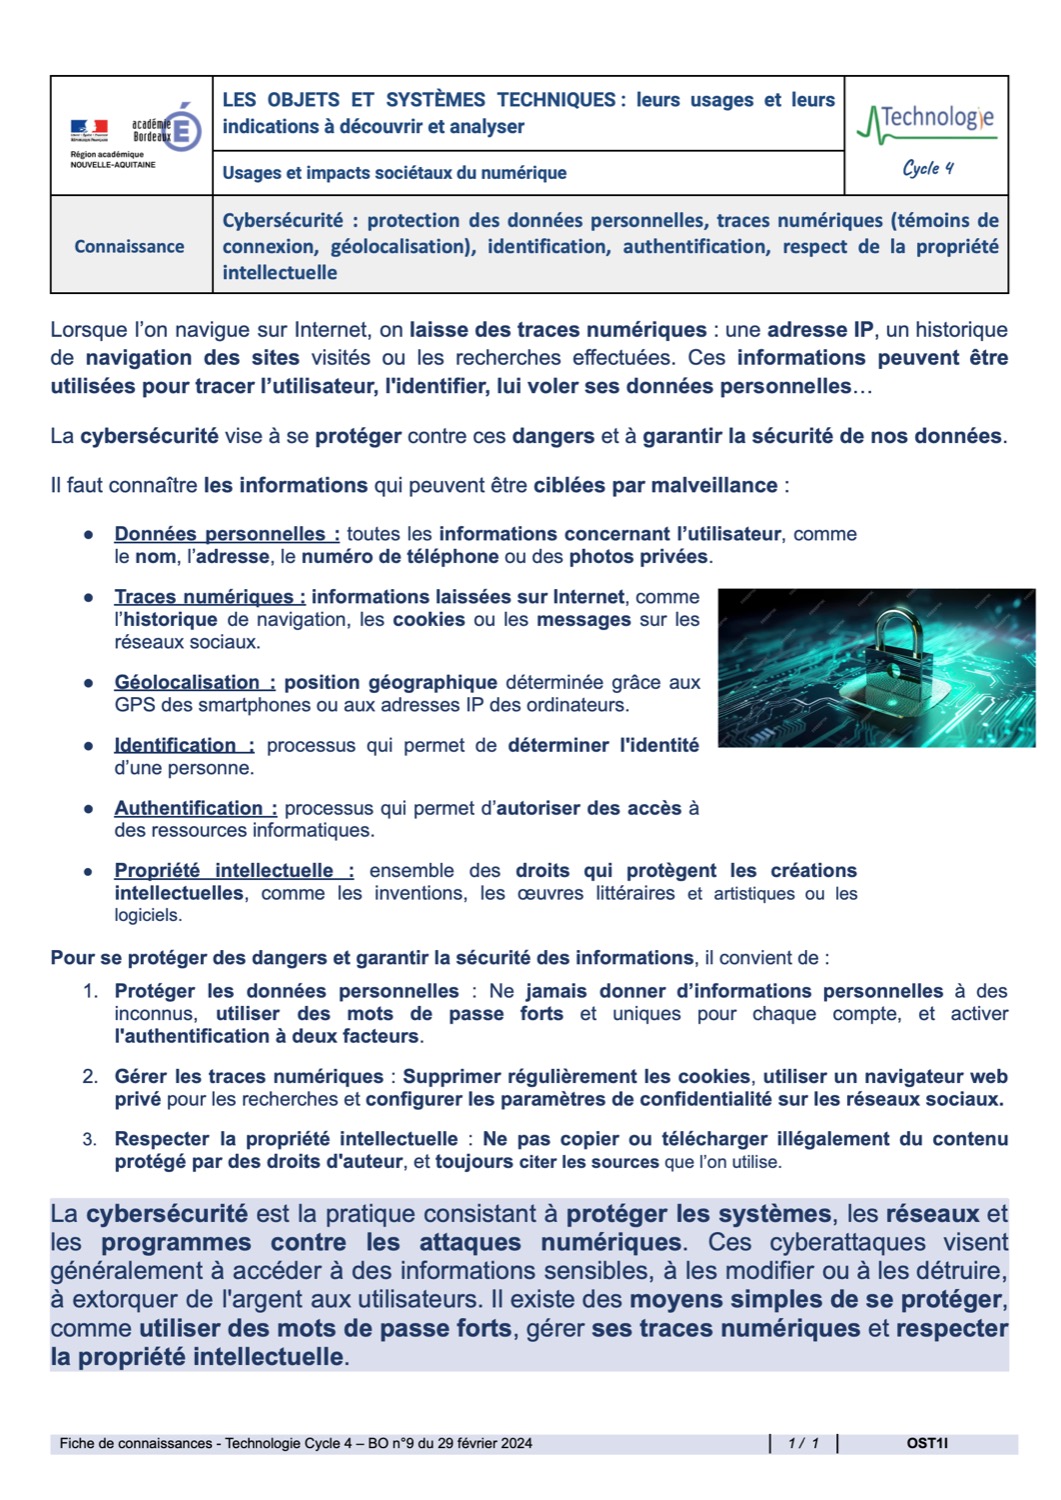 LES OBJETS ET SYSTÈMES TECHNIQUES : leurs usages et leurs
indications à découvrir et analyser
académie
Bordeaux
É
RÉPUBLIQUE FRANÇAISE
Région académique
NOUVELLE-AQUITAINE
Technologie
Cycle 4
Usages et impacts sociétaux du numérique
Connaissance
Cybersécurité : protection des données personnelles, traces numériques (témoins de
connexion, géolocalisation), identification, authentification, respect de la propriété
intellectuelle
Lorsque l’on navigue sur Internet, on laisse des traces numériques : une adresse IP, un historique
de navigation des sites visités ou les recherches effectuées. Ces informations peuvent être
utilisées pour tracer l’utilisateur, l'identifier, lui voler ses données personnelles…
La cybersécurité vise à se protéger contre ces dangers et à garantir la sécurité de nos données.
Il faut connaître les informations qui peuvent être ciblées par malveillance :
● Données personnelles : toutes les informations concernant l’utilisateur, comme
le nom, l’adresse, le numéro de téléphone ou des photos privées.
● Traces numériques : informations laissées sur Internet, comme
l’historique de navigation, les cookies ou les messages sur les
réseaux sociaux.
● Géolocalisation : position géographique déterminée grâce aux
GPS des smartphones ou aux adresses IP des ordinateurs.
● Identification : processus qui permet de déterminer l'identité
d’une personne.
● Authentification : processus qui permet d’autoriser des accès à
des ressources informatiques.
● Propriété intellectuelle : ensemble des droits qui protègent les créations
intellectuelles, comme les inventions, les œuvres littéraires et artistiques ou les
logiciels.
Pour se protéger des dangers et garantir la sécurité des informations, il convient de :
1. Protéger les données personnelles : Ne jamais donner d’informations personnelles à des
inconnus, utiliser des mots de passe forts et uniques pour chaque compte, et activer
l'authentification à deux facteurs.
2. Gérer les traces numériques : Supprimer régulièrement les cookies, utiliser un navigateur web
privé pour les recherches et configurer les paramètres de confidentialité sur les réseaux sociaux.
3. Respecter la propriété intellectuelle : Ne pas copier ou télécharger illégalement du contenu
protégé par des droits d'auteur, et toujours citer les sources que l’on utilise.
La cybersécurité est la pratique consistant à protéger les systèmes, les réseaux et
les programmes contre les attaques numériques. Ces cyberattaques visent
généralement à accéder à des informations sensibles, à les modifier ou à les détruire,
à extorquer de l'argent aux utilisateurs. Il existe des moyens simples de se protéger,
comme utiliser des mots de passe forts, gérer ses traces numériques et respecter
la propriété intellectuelle.
Fiche de connaissances - Technologie Cycle 4 – BO n°9 du 29 février 2024 | 1 / 1 | OST1I